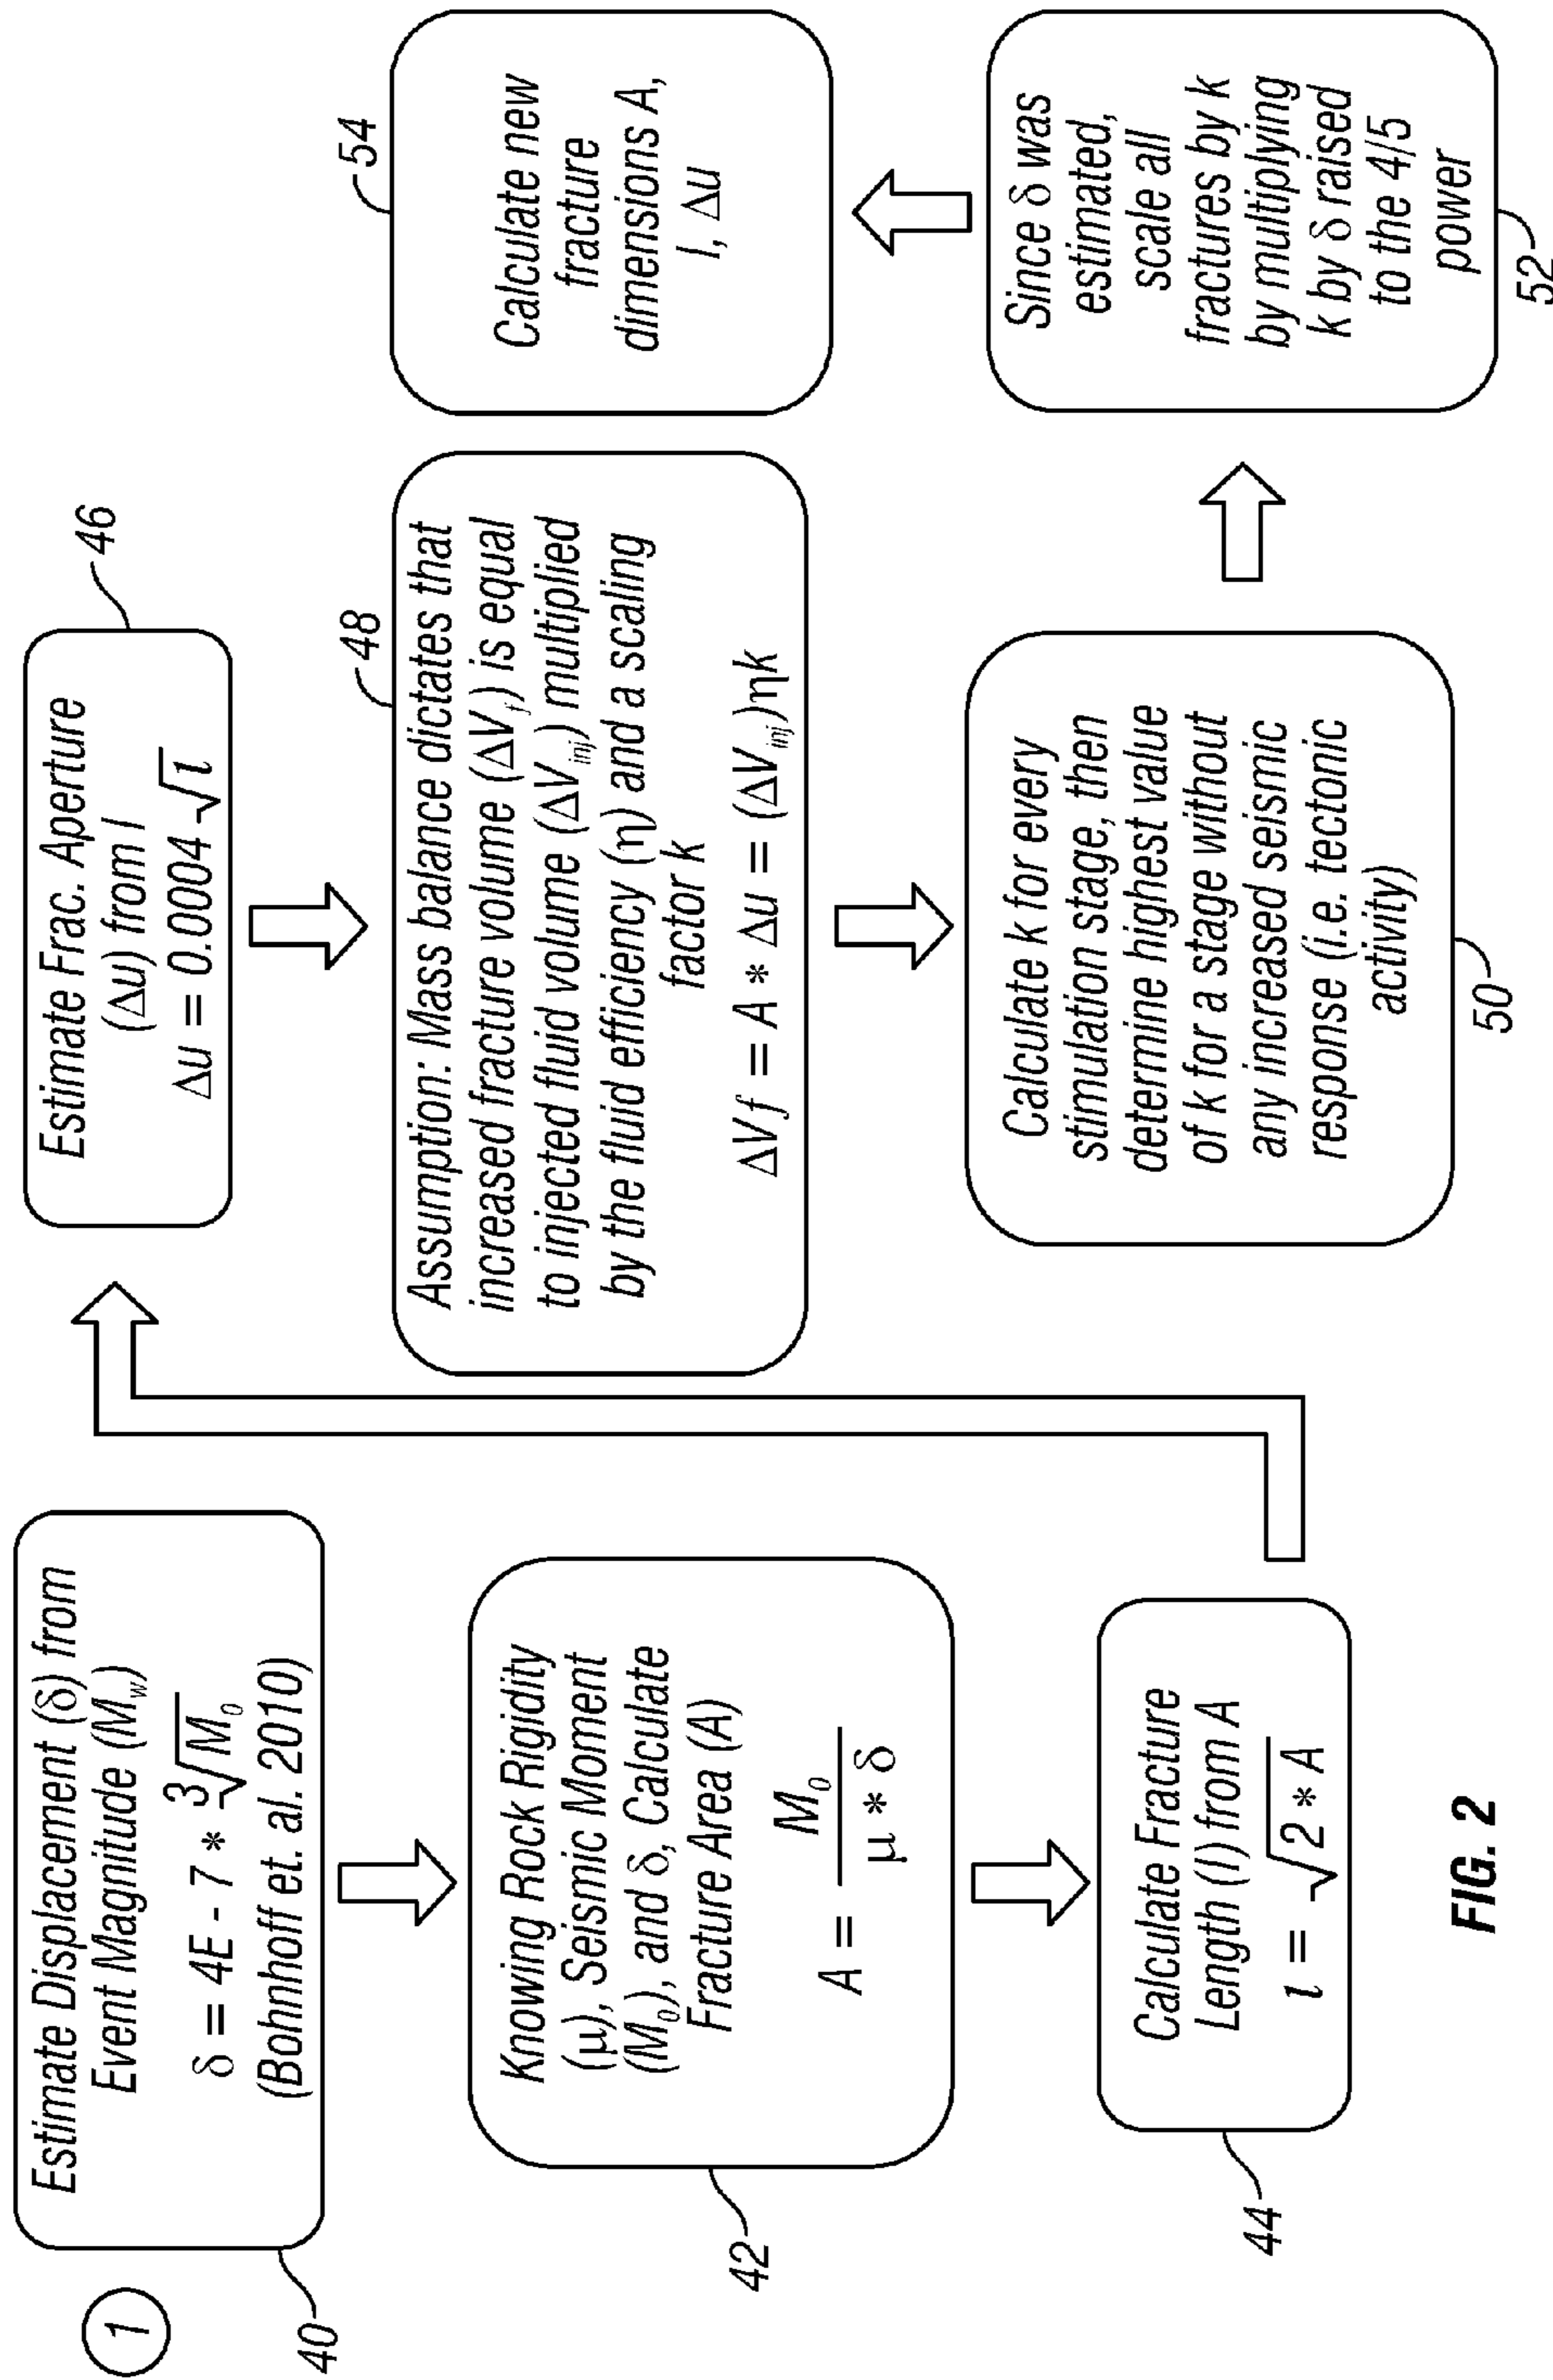 1
40
Estimate Displacement (δ) from
Event Magnitude (M_w)
δ = 4E - 7 * ∛M_0
(Bohnhoff et. al. 2010)
42
Knowing Rock Rigidity
(μ), Seismic Moment
(M_0), and δ, Calculate
Fracture Area (A)
A = M_0 / μ * δ
44
Calculate Fracture
Length (l) from A
l = √2 * A
46
Estimate Frac. Aperture
(Δu) from l
Δu = 0.0004 √l
48
Assumption: Mass balance dictates that
increased fracture volume (ΔV_f) is equal
to injected fluid volume (ΔV_inj) multiplied
by the fluid efficiency (η) and a scaling
factor k
ΔVf = A * Δu = (ΔV_inj)ηk
50
Calculate k for every
stimulation stage, then
determine highest value
of k for a stage without
any increased seismic
response (i.e. tectonic
activity)
52
Since δ was
estimated,
scale all
fractures by k
by multiplying
k by δ raised
to the 4/5
power
54
Calculate new
fracture
dimensions A,
l, Δu
FIG. 2